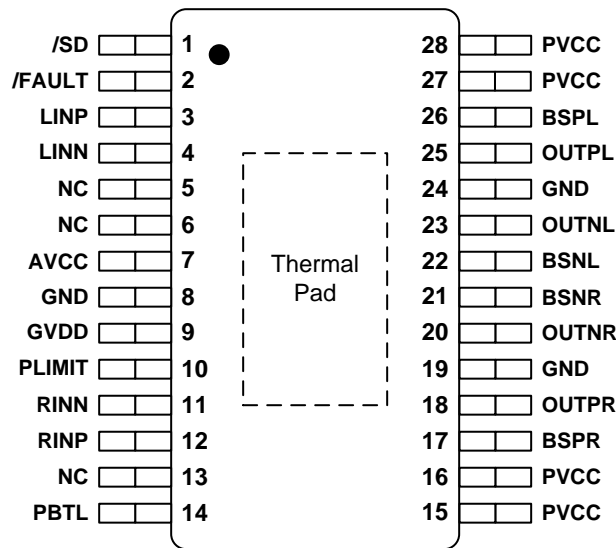 /SD 1 28 PVCC
/FAULT 2 27 PVCC
LINP 3 26 BSPL
LINN 4 25 OUTPL
NC 5 24 GND
NC 6 23 OUTNL
AVCC 7 22 BSNL
GND 8 21 BSNR
GVDD 9 20 OUTNR
PLIMIT 10 19 GND
RINN 11 18 OUTPR
RINP 12 17 BSPR
NC 13 16 PVCC
PBTL 14 15 PVCC
Thermal
Pad